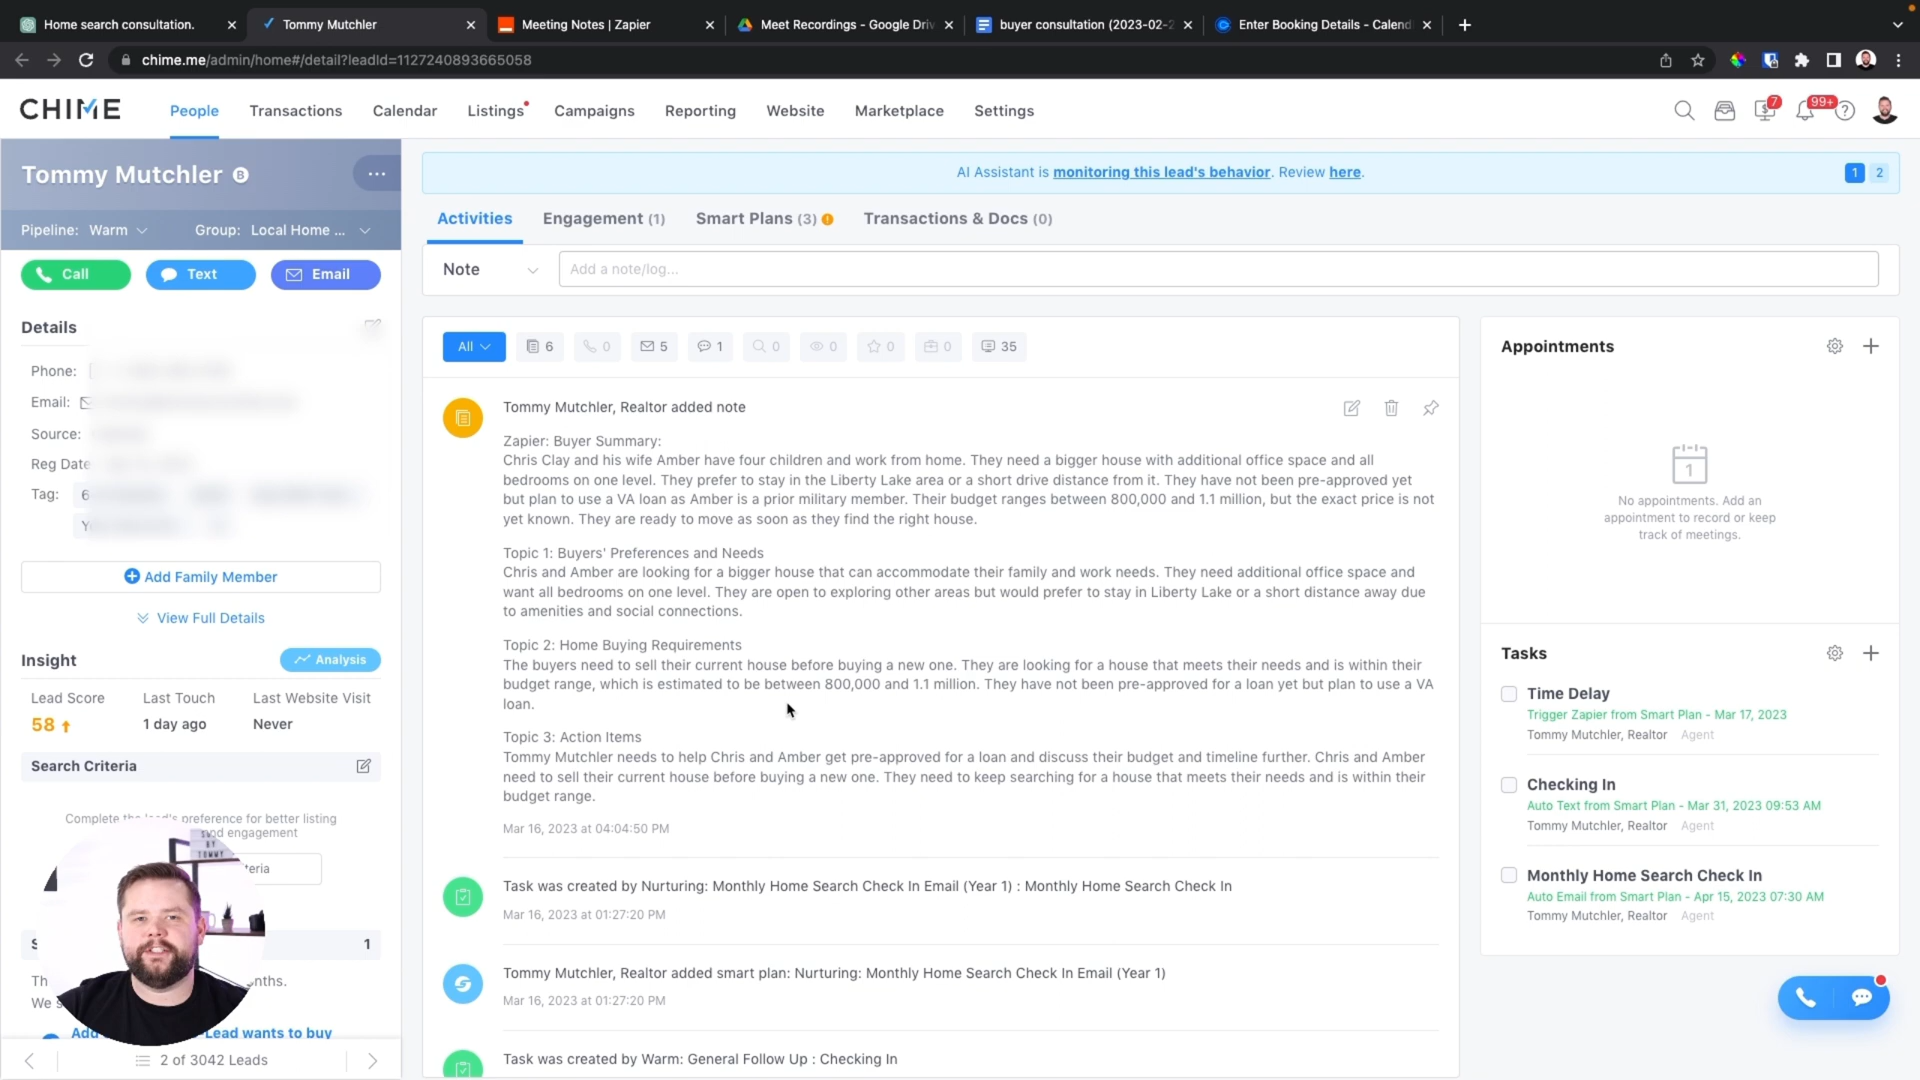 Home search consultation.
Tommy Mutchler
Meeting Notes | Zapier
Meet Recordings - Google Driv
buyer consultation (2023-02-2
Enter Booking Details - Calend
chime.me/admin/home#/detail?leadId=1127240893665058
CHIME
People
Transactions
Calendar
Listings
Campaigns
Reporting
Website
Marketplace
Settings
7
99+
Tommy Mutchler B
Pipeline: Warm
Group: Local Home ...
Call
Text
Email
Details
Phone:
Email:
Source:
Reg Date
Tag: 6
Add Family Member
View Full Details
Insight
Analysis
Lead Score
Last Touch
Last Website Visit
58
1 day ago
Never
Search Criteria
Complete the lead's preference for better listing
and engagement
teria
BY
TOMMY
S
1
Th
nths.
We s
Add
Lead wants to buy
2 of 3042 Leads
AI Assistant is monitoring this lead's behavior. Review here.
1 2
Activities
Engagement (1)
Smart Plans (3)
Transactions & Docs (0)
Note
Add a note/log...
All
6
0
5
1
0
0
0
0
35
Tommy Mutchler, Realtor added note
Zapier: Buyer Summary:
Chris Clay and his wife Amber have four children and work from home. They need a bigger house with additional office space and all
bedrooms on one level. They prefer to stay in the Liberty Lake area or a short drive distance from it. They have not been pre-approved yet
but plan to use a VA loan as Amber is a prior military member. Their budget ranges between 800,000 and 1.1 million, but the exact price is not
yet known. They are ready to move as soon as they find the right house.
Topic 1: Buyers' Preferences and Needs
Chris and Amber are looking for a bigger house that can accommodate their family and work needs. They need additional office space and
want all bedrooms on one level. They are open to exploring other areas but would prefer to stay in Liberty Lake or a short distance away due
to amenities and social connections.
Topic 2: Home Buying Requirements
The buyers need to sell their current house before buying a new one. They are looking for a house that meets their needs and is within their
budget range, which is estimated to be between 800,000 and 1.1 million. They have not been pre-approved for a loan yet but plan to use a VA
loan.
Topic 3: Action Items
Tommy Mutchler needs to help Chris and Amber get pre-approved for a loan and discuss their budget and timeline further. Chris and Amber
need to sell their current house before buying a new one. They need to keep searching for a house that meets their needs and is within their
budget range.
Mar 16, 2023 at 04:04:50 PM
Task was created by Nurturing: Monthly Home Search Check In Email (Year 1) : Monthly Home Search Check In
Mar 16, 2023 at 01:27:20 PM
Tommy Mutchler, Realtor added smart plan: Nurturing: Monthly Home Search Check In Email (Year 1)
Mar 16, 2023 at 01:27:20 PM
Task was created by Warm: General Follow Up : Checking In
Appointments
1
No appointments. Add an
appointment to record or keep
track of meetings.
Tasks
Time Delay
Trigger Zapier from Smart Plan - Mar 17, 2023
Tommy Mutchler, Realtor Agent
Checking In
Auto Text from Smart Plan - Mar 31, 2023 09:53 AM
Tommy Mutchler, Realtor Agent
Monthly Home Search Check In
Auto Email from Smart Plan - Apr 15, 2023 07:30 AM
Tommy Mutchler, Realtor Agent